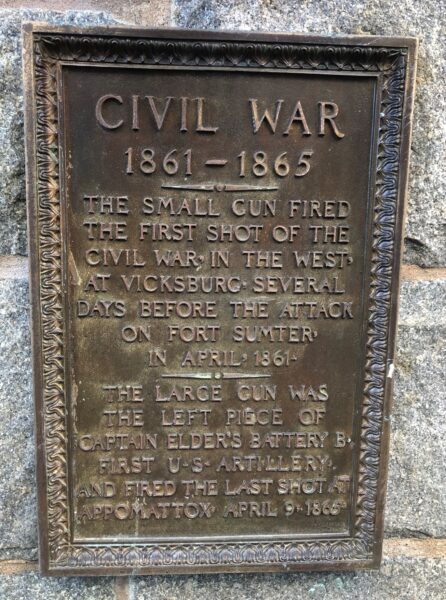 CIVIL WAR
1861-1865
THE SMALL GUN FIRED
THE FIRST SHOT OF THE
CIVIL WAR· IN THE WEST·
AT VICKSBURG· SEVERAL
DAYS BEFORE THE ATTACK
ON FORT SUMTER·
IN APRIL, 1861·
THE LARGE GUN WAS
THE LEFT PIECE OF
CAPTAIN ELDER'S BATTERY B·
FIRST U·S· ARTILLERY·
AND FIRED THE LAST SHOT AT
APPOMATTOX· APRIL 9· 1865·